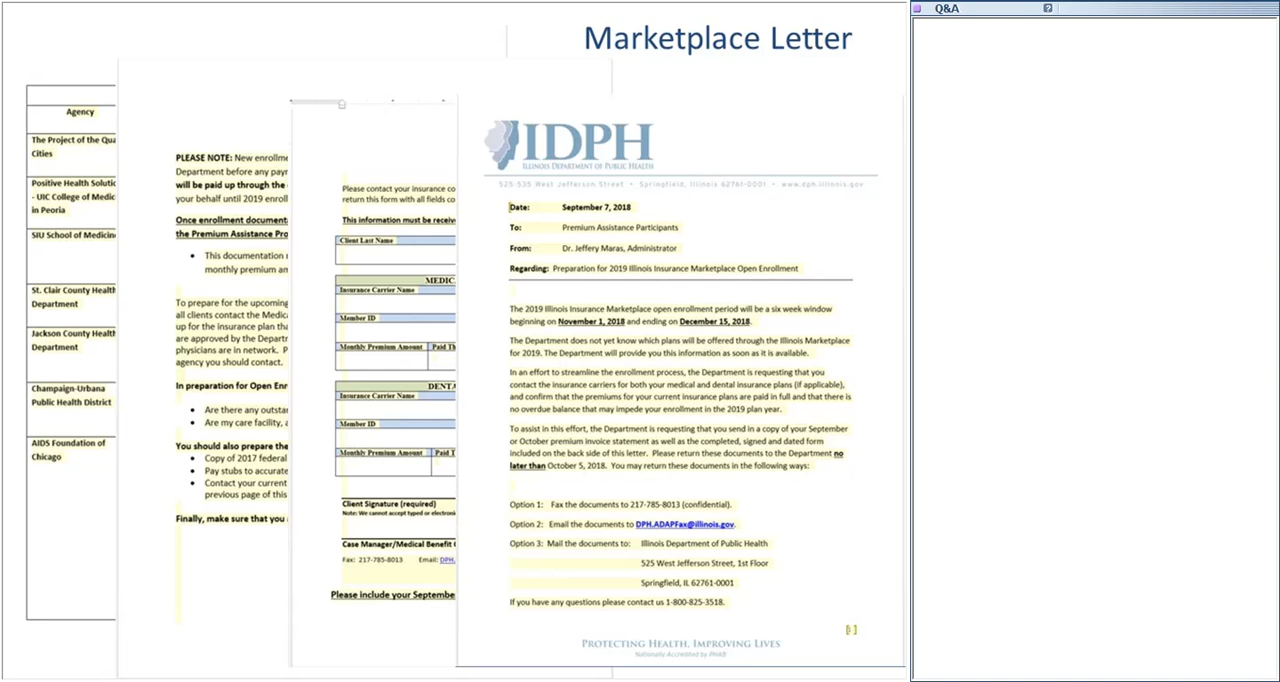 Marketplace Letter
Q&A
Agency
The Project of the Qua
Cities
Positive Health Solutic
- UIC College of Medic
in Peoria
SIU School of Medicin
St. Clair County Health
Department
Jackson County Healt
Department
Champaign-Urbana
Public Health District
AIDS Foundation of
Chicago
PLEASE NOTE: New enrollme
Department before any payr
will be paid up through the
your behalf until 2019 enroll
Once enrollment documenta
the Premium Assistance Pro
• This documentation
monthly premium am
To prepare for the upcoming
all clients contact the Medica
up for the insurance plan tha
are approved by the Departr
physicians are in network. P
agency you should contact.
In preparation for Open Enr
• Are there any outsta
• Are my care facility, a
You should also prepare the
• Copy of 2017 federal
• Pay stubs to accurate
• Contact your current
previous page of this
Finally, make sure that you
Please contact your insurance co
return this form with all fields co
This information must be receive
Client Last Name
MEDIC
Insurance Carrier Name
Member ID
Monthly Premium Amount Paid Th
DENTA
Insurance Carrier Name
Member ID
Monthly Premium Amount Paid T
Client Signature (required)
Note: We cannot accept typed or electroni
Case Manager/Medical Benefit
Fax: 217-785-8013 Email: DPH.
Please include your Septembe
IDPH
ILLINOIS DEPARTMENT OF PUBLIC HEALTH
525-535 West Jefferson Street • Springfield, Illinois 62761-0001 • www.dph.illinois.gov
Date: September 7, 2018
To: Premium Assistance Participants
From: Dr. Jeffery Maras, Administrator
Regarding: Preparation for 2019 Illinois Insurance Marketplace Open Enrollment
The 2019 Illinois Insurance Marketplace open enrollment period will be a six week window
beginning on November 1, 2018 and ending on December 15, 2018.
The Department does not yet know which plans will be offered through the Illinois Marketplace
for 2019. The Department will provide you this information as soon as it is available.
In an effort to streamline the enrollment process, the Department is requesting that you
contact the insurance carriers for both your medical and dental insurance plans (if applicable),
and confirm that the premiums for your current insurance plans are paid in full and that there is
no overdue balance that may impede your enrollment in the 2019 plan year.
To assist in this effort, the Department is requesting that you send in a copy of your September
or October premium invoice statement as well as the completed, signed and dated form
included on the back side of this letter. Please return these documents to the Department no
later than October 5, 2018. You may return these documents in the following ways:
Option 1: Fax the documents to 217-785-8013 (confidential).
Option 2: Email the documents to DPH.ADAPFax@illinois.gov.
Option 3: Mail the documents to: Illinois Department of Public Health
525 West Jefferson Street, 1st Floor
Springfield, IL 62761-0001
If you have any questions please contact us 1-800-825-3518.
PROTECTING HEALTH, IMPROVING LIVES
Nationally Accredited by PHAB